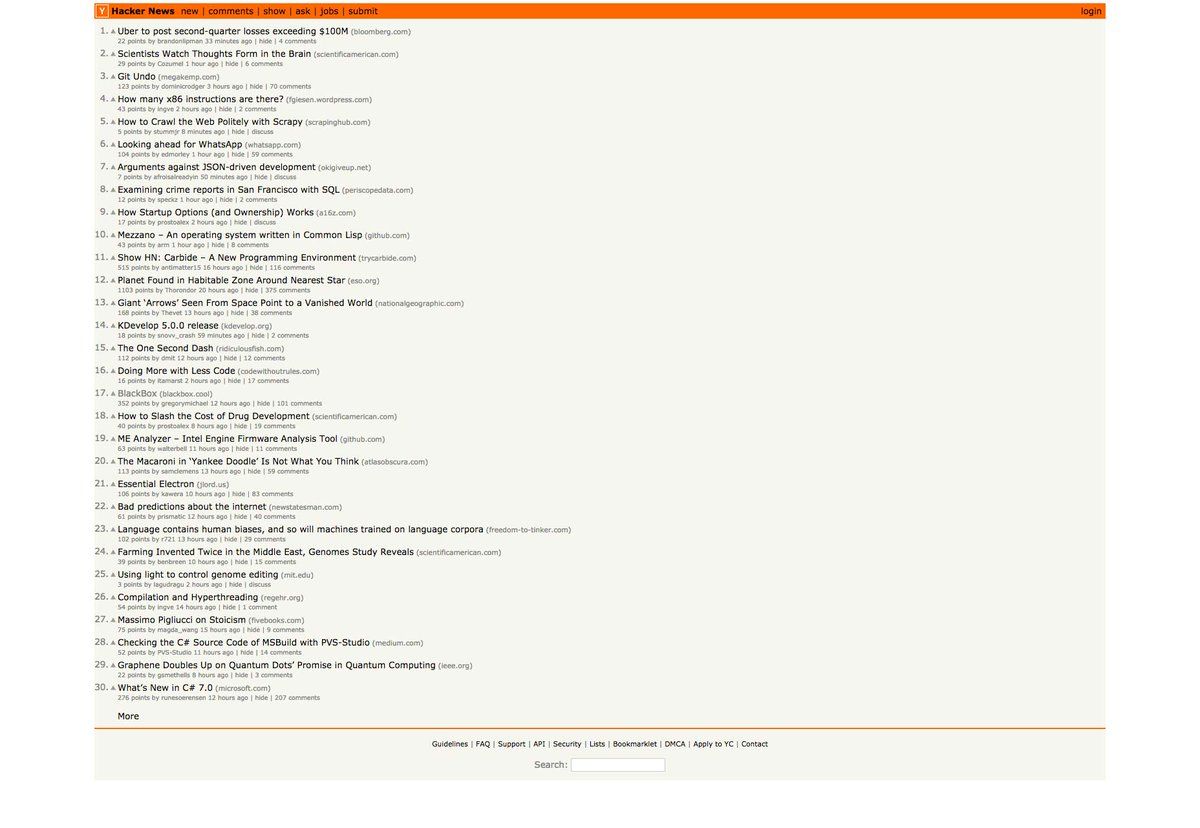 Y Hacker News new | comments | show | ask | jobs | submit login
1. Uber to post second-quarter losses exceeding $100M (bloomberg.com)
22 points by brandonlipman 33 minutes ago | hide | 4 comments
2. Scientists Watch Thoughts Form in the Brain (scientificamerican.com)
29 points by Cozumel 1 hour ago | hide | 6 comments
3. Git Undo (megakemp.com)
123 points by dominicrodger 3 hours ago | hide | 70 comments
4. How many x86 instructions are there? (fgiesen.wordpress.com)
43 points by ingve 2 hours ago | hide | 2 comments
5. How to Crawl the Web Politely with Scrapy (scrapinghub.com)
5 points by stummjr 8 minutes ago | hide | discuss
6. Looking ahead for WhatsApp (whatsapp.com)
104 points by edmorley 1 hour ago | hide | 59 comments
7. Arguments against JSON-driven development (okigiveup.net)
7 points by afroisalreadyin 50 minutes ago | hide | discuss
8. Examining crime reports in San Francisco with SQL (periscopedata.com)
12 points by speckz 1 hour ago | hide | 2 comments
9. How Startup Options (and Ownership) Works (a16z.com)
17 points by prostoalex 2 hours ago | hide | discuss
10. Mezzano – An operating system written in Common Lisp (github.com)
43 points by arm 1 hour ago | hide | 8 comments
11. Show HN: Carbide – A New Programming Environment (trycarbide.com)
515 points by antimatter15 16 hours ago | hide | 116 comments
12. Planet Found in Habitable Zone Around Nearest Star (eso.org)
1103 points by Thorondor 20 hours ago | hide | 375 comments
13. Giant ‘Arrows’ Seen From Space Point to a Vanished World (nationalgeographic.com)
168 points by Thevet 13 hours ago | hide | 38 comments
14. KDevelop 5.0.0 release (kdevelop.org)
18 points by snovv_crash 59 minutes ago | hide | 2 comments
15. The One Second Dash (ridiculousfish.com)
112 points by dmit 12 hours ago | hide | 12 comments
16. Doing More with Less Code (codewithoutrules.com)
16 points by itamarst 2 hours ago | hide | 17 comments
17. BlackBox (blackbox.cool)
352 points by gregorymichael 12 hours ago | hide | 101 comments
18. How to Slash the Cost of Drug Development (scientificamerican.com)
40 points by prostoalex 8 hours ago | hide | 19 comments
19. ME Analyzer – Intel Engine Firmware Analysis Tool (github.com)
63 points by walterbell 11 hours ago | hide | 11 comments
20. The Macaroni in ‘Yankee Doodle’ Is Not What You Think (atlasobscura.com)
113 points by samclemens 13 hours ago | hide | 59 comments
21. Essential Electron (jlord.us)
106 points by kawera 10 hours ago | hide | 83 comments
22. Bad predictions about the internet (newstatesman.com)
61 points by prismatic 12 hours ago | hide | 40 comments
23. Language contains human biases, and so will machines trained on language corpora (freedom-to-tinker.com)
102 points by r721 13 hours ago | hide | 29 comments
24. Farming Invented Twice in the Middle East, Genomes Study Reveals (scientificamerican.com)
39 points by benbreen 10 hours ago | hide | 15 comments
25. Using light to control genome editing (mit.edu)
3 points by lagudragu 2 hours ago | hide | discuss
26. Compilation and Hyperthreading (regehr.org)
54 points by ingve 14 hours ago | hide | 1 comment
27. Massimo Pigliucci on Stoicism (fivebooks.com)
75 points by magda_wang 15 hours ago | hide | 9 comments
28. Checking the C# Source Code of MSBuild with PVS-Studio (medium.com)
52 points by PVS-Studio 11 hours ago | hide | 14 comments
29. Graphene Doubles Up on Quantum Dots’ Promise in Quantum Computing (ieee.org)
22 points by gsmethells 8 hours ago | hide | 3 comments
30. What’s New in C# 7.0 (microsoft.com)
276 points by runesoerensen 12 hours ago | hide | 207 comments
More
Guidelines | FAQ | Support | API | Security | Lists | Bookmarklet | DMCA | Apply to YC | Contact
Search: